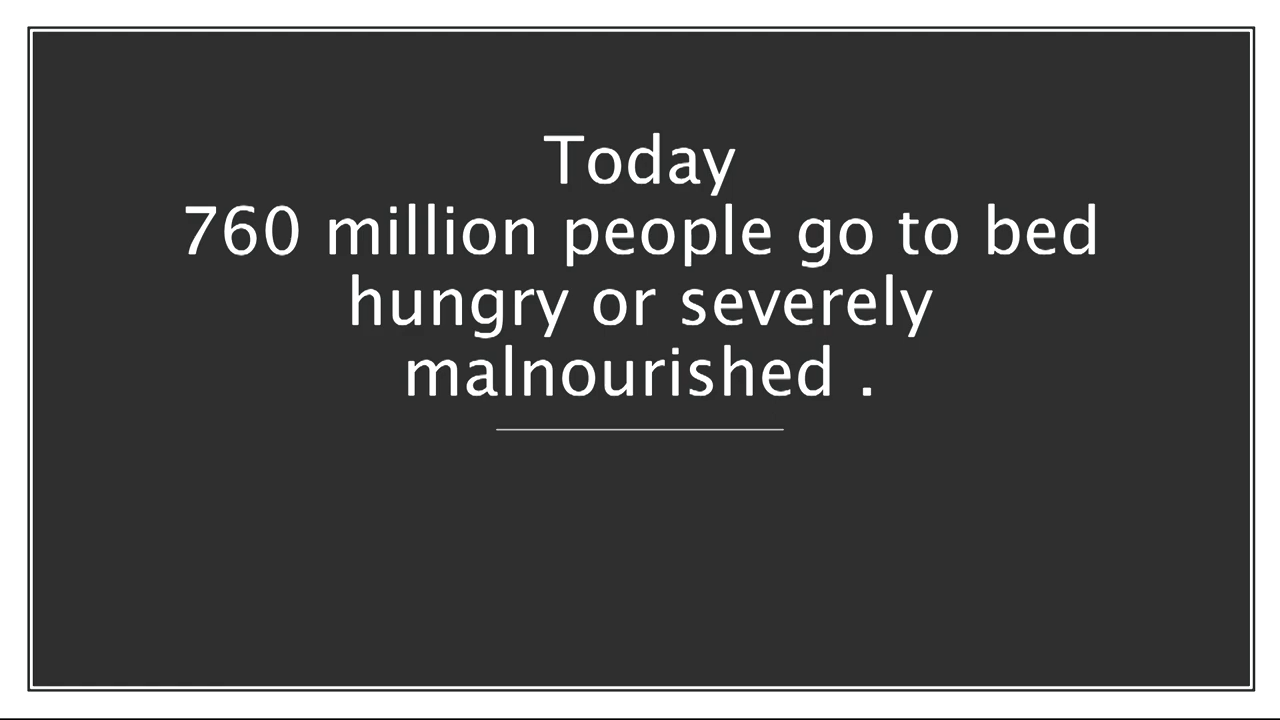 Today
760 million people go to bed
hungry or severely
malnourished .